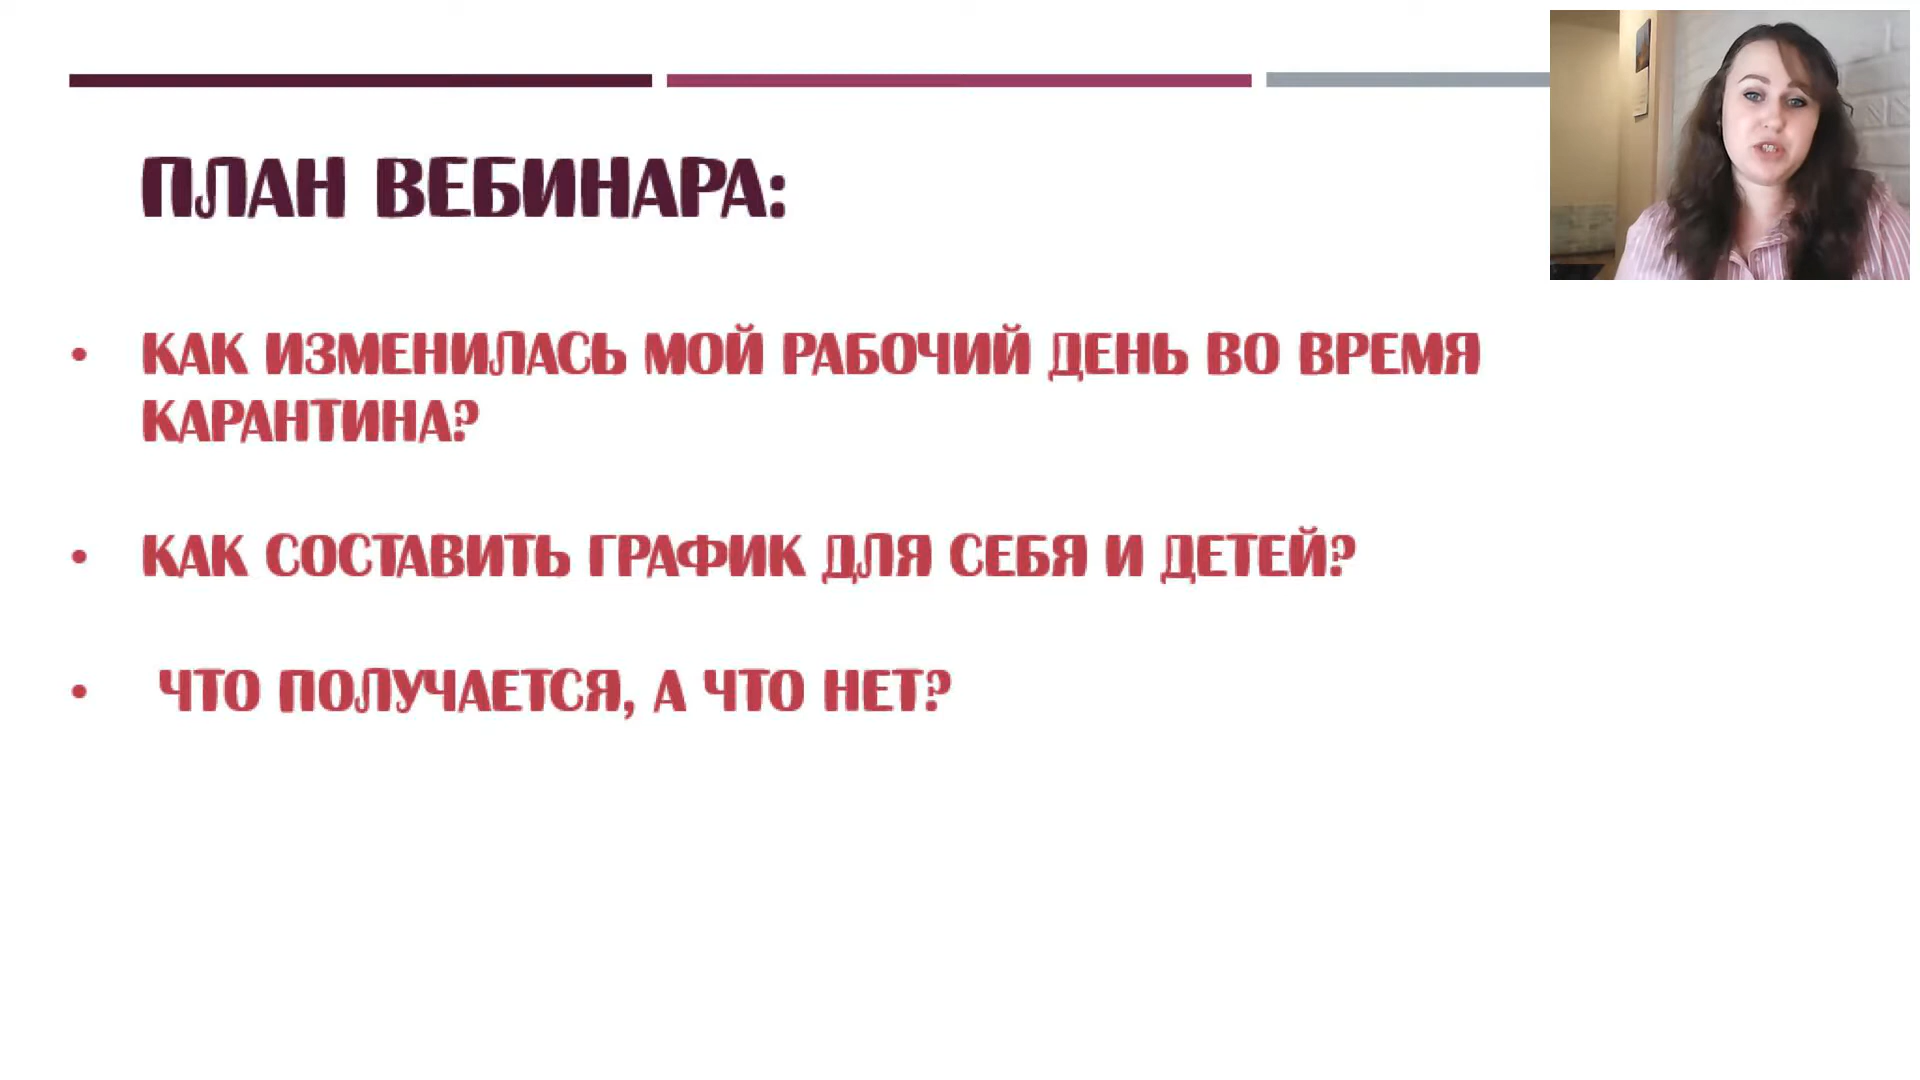 ПЛАН ВЕБИНАРА:
• КАК ИЗМЕНИЛАСЬ МОЙ РАБОЧИЙ ДЕНЬ ВО ВРЕМЯ
КАРАНТИНА?
• КАК СОСТАВИТЬ ГРАФИК ДЛЯ СЕБЯ И ДЕТЕЙ?
• ЧТО ПОЛУЧАЕТСЯ, А ЧТО НЕТ?